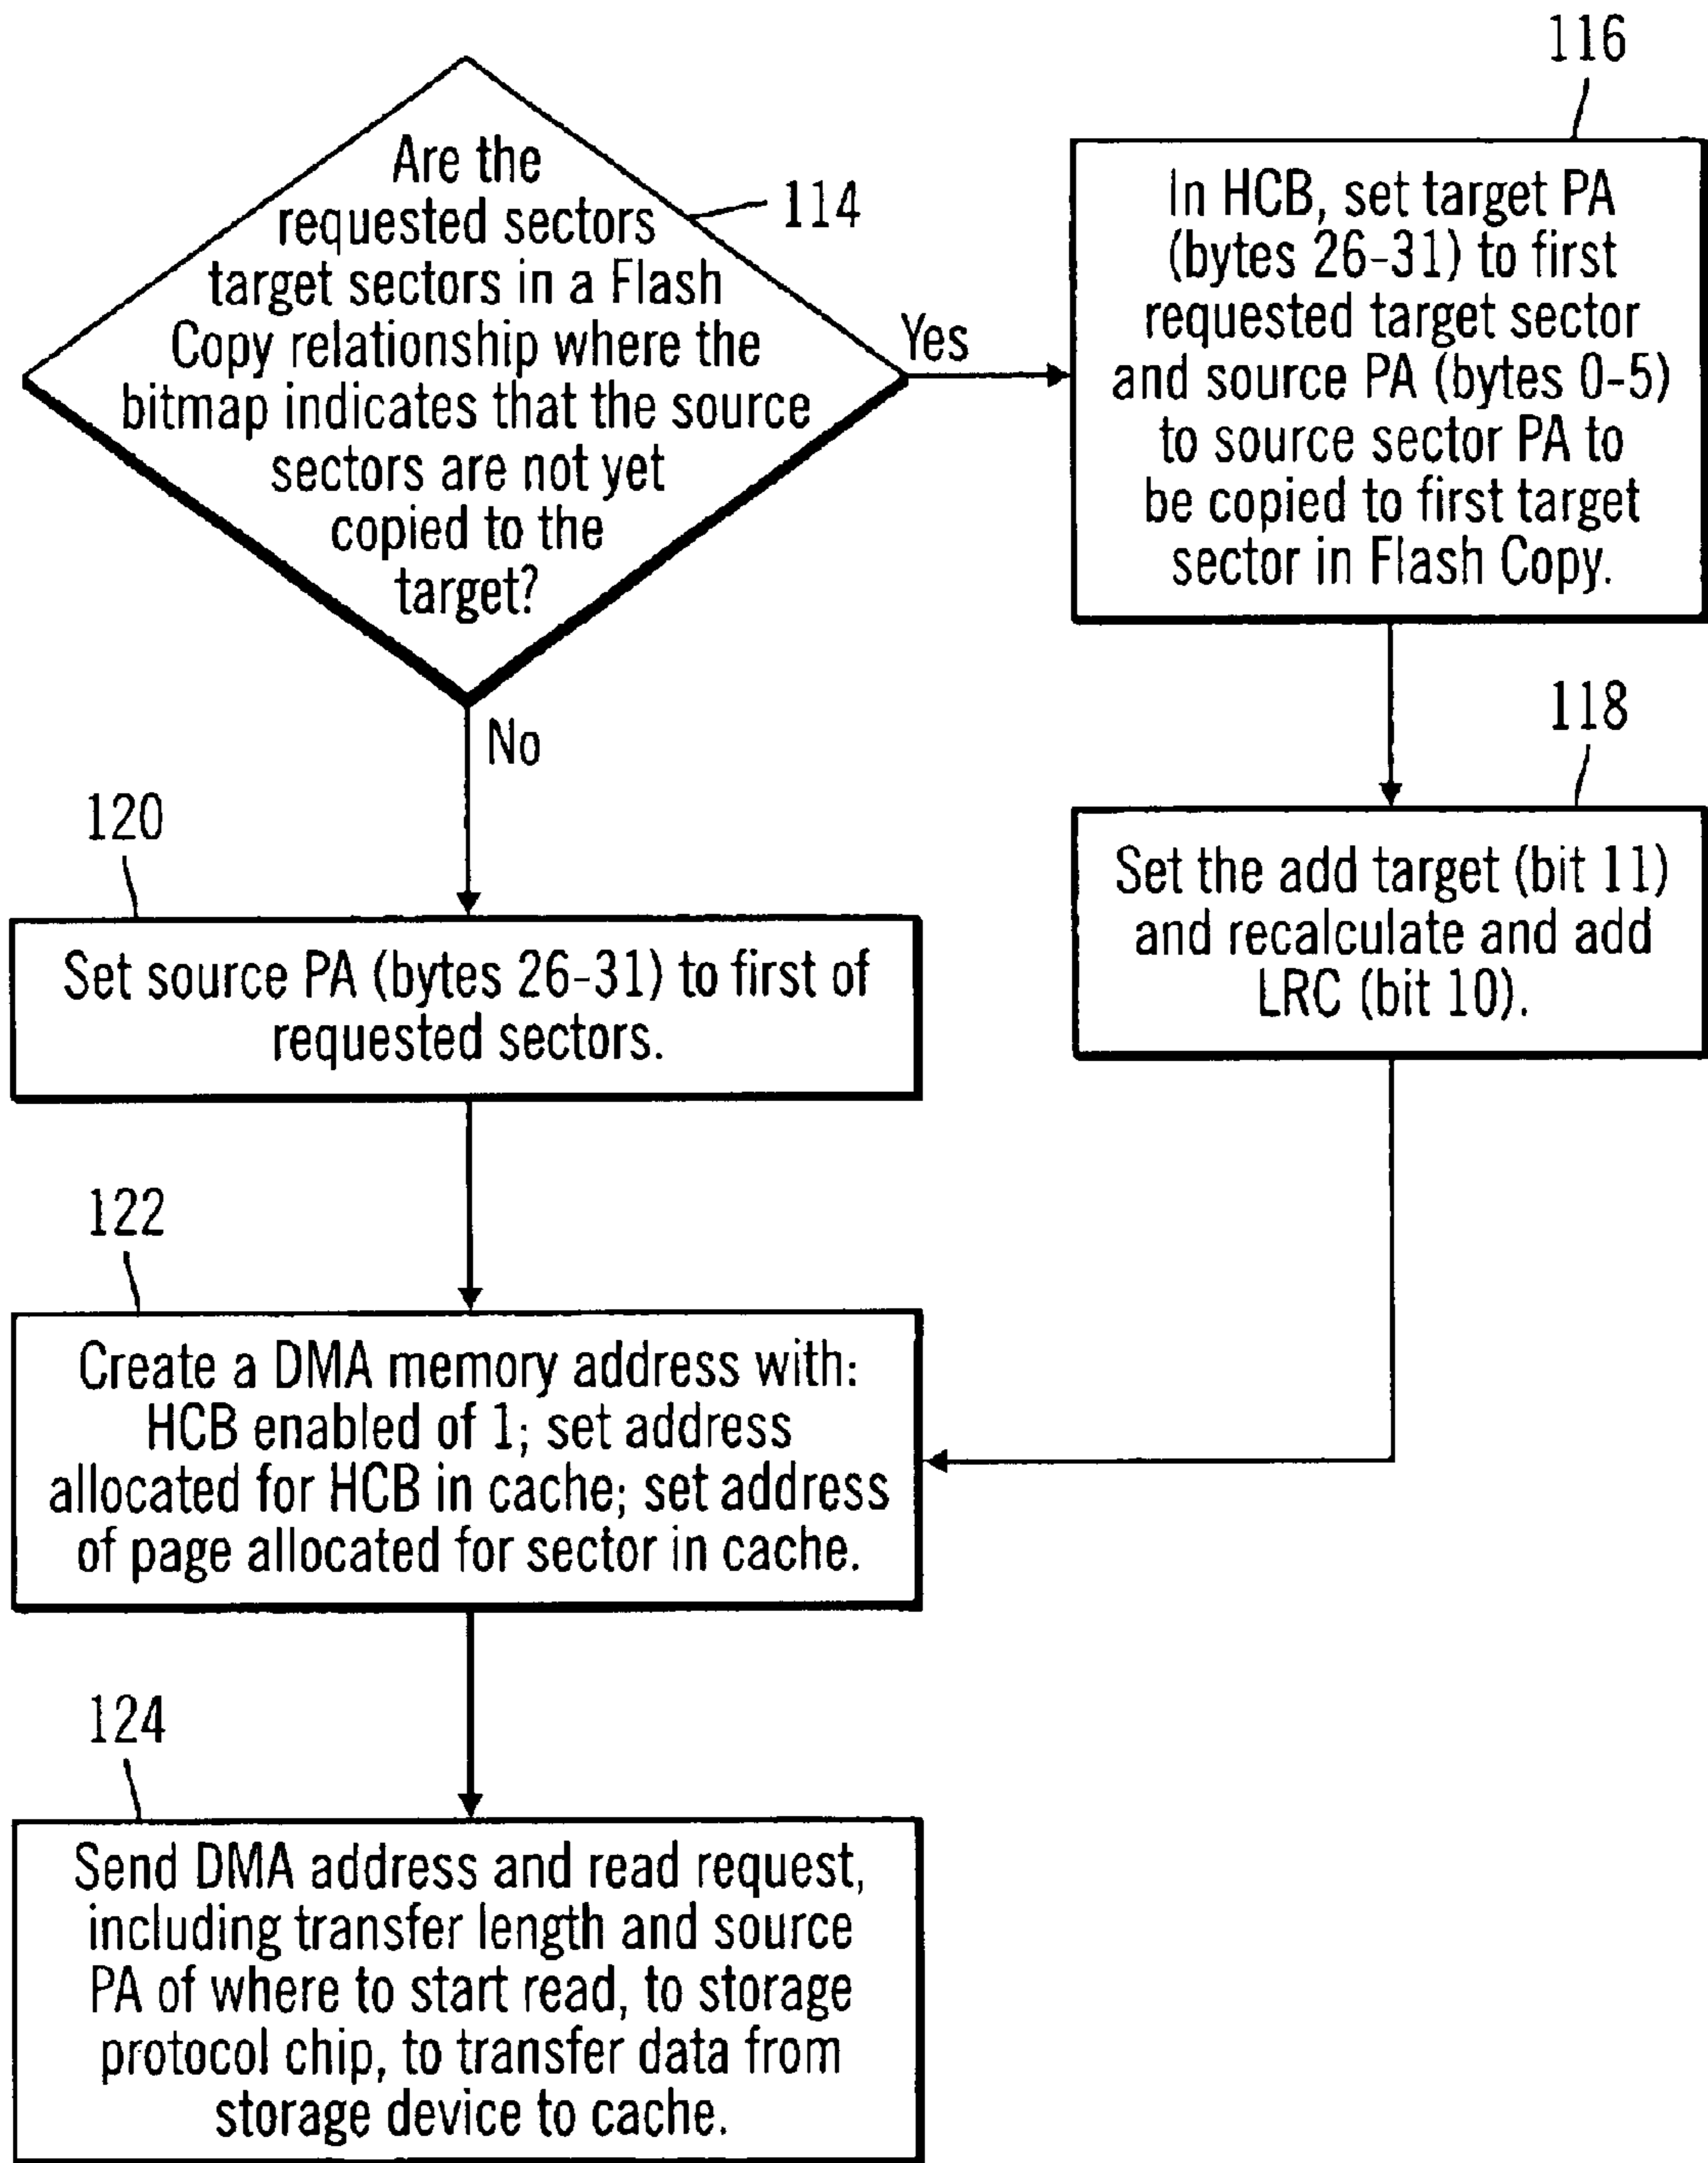 Are the
requested sectors
target sectors in a Flash
Copy relationship where the
bitmap indicates that the source
sectors are not yet
copied to the
target?
114
Yes
No
116
In HCB, set target PA
(bytes 26-31) to first
requested target sector
and source PA (bytes 0-5)
to source sector PA to
be copied to first target
sector in Flash Copy.
118
Set the add target (bit 11)
and recalculate and add
LRC (bit 10).
120
Set source PA (bytes 26-31) to first of
requested sectors.
122
Create a DMA memory address with:
HCB enabled of 1; set address
allocated for HCB in cache; set address
of page allocated for sector in cache.
124
Send DMA address and read request,
including transfer length and source
PA of where to start read, to storage
protocol chip, to transfer data from
storage device to cache.